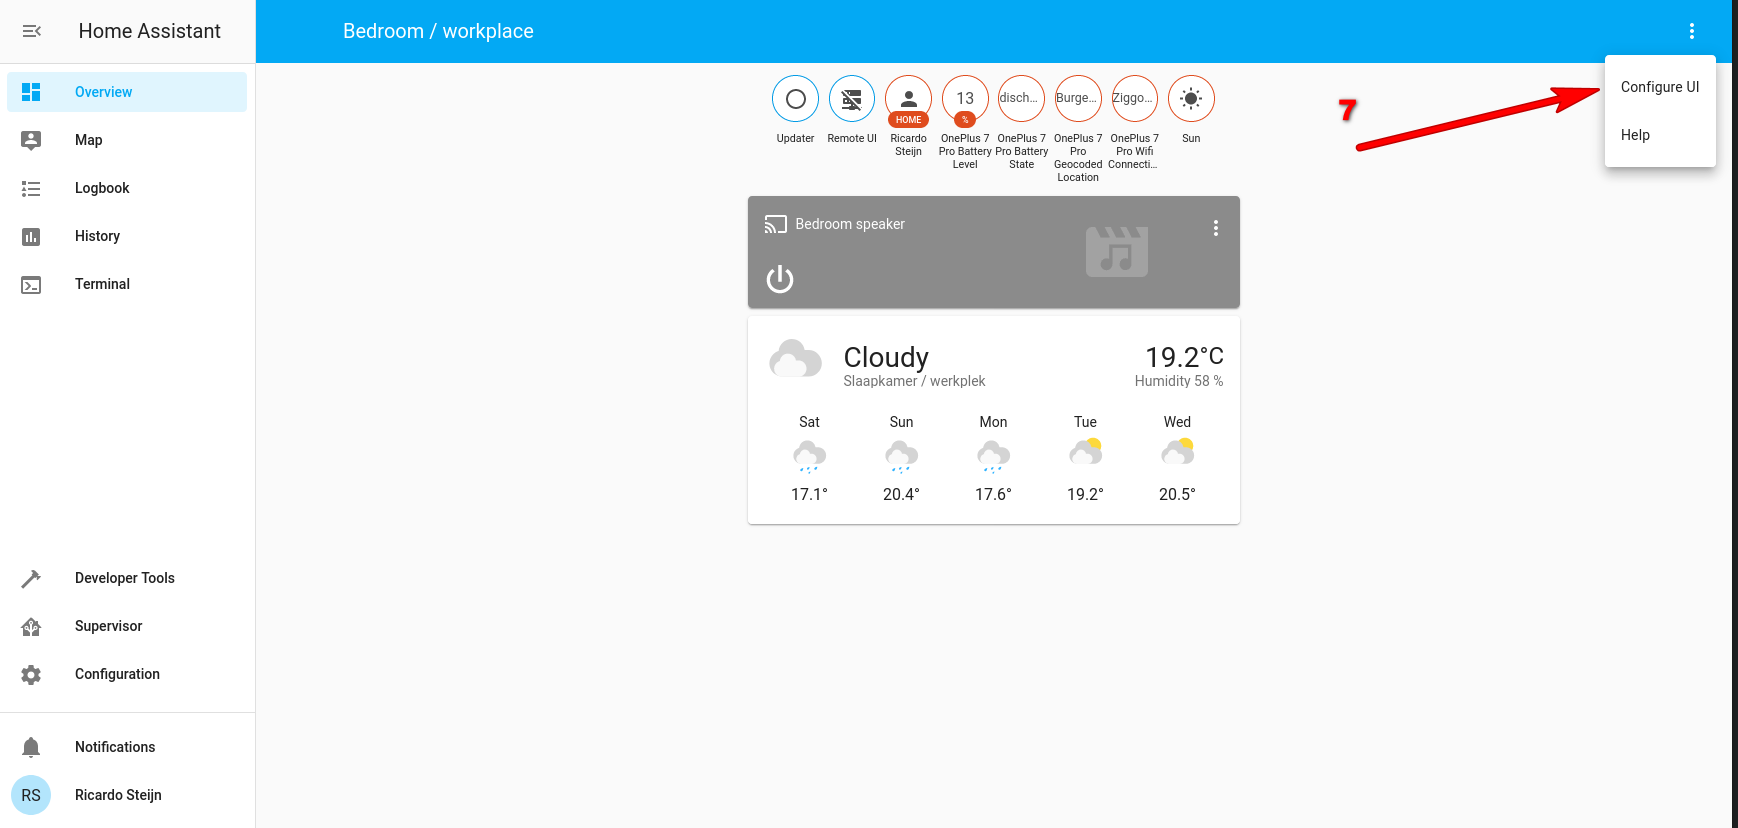 Home Assistant
Bedroom / workplace
Configure UI
Help
7
Overview
Map
Logbook
History
Terminal
13
disch...
Burge...
Ziggo...
HOME
%
Updater
Remote UI
Ricardo
Steijn
OnePlus 7
Pro Battery
Level
OnePlus 7
Pro Battery
State
OnePlus 7
Pro
Geocoded
Location
OnePlus 7
Pro Wifi
Connecti...
Sun
Bedroom speaker
Cloudy
19.2°C
Slaapkamer / werkplek
Humidity 58 %
Sat Sun Mon Tue Wed
17.1° 20.4° 17.6° 19.2° 20.5°
Developer Tools
Supervisor
Configuration
Notifications
RS
Ricardo Steijn